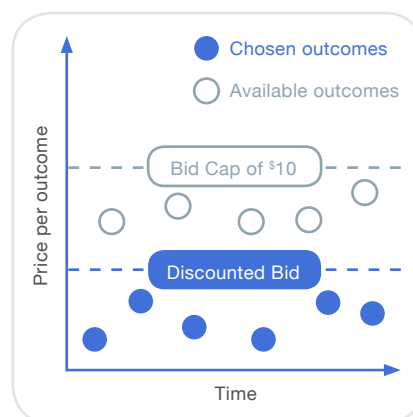 Chosen outcomes
Available outcomes
Price per outcome
Bid Cap of $10
Discounted Bid
Time